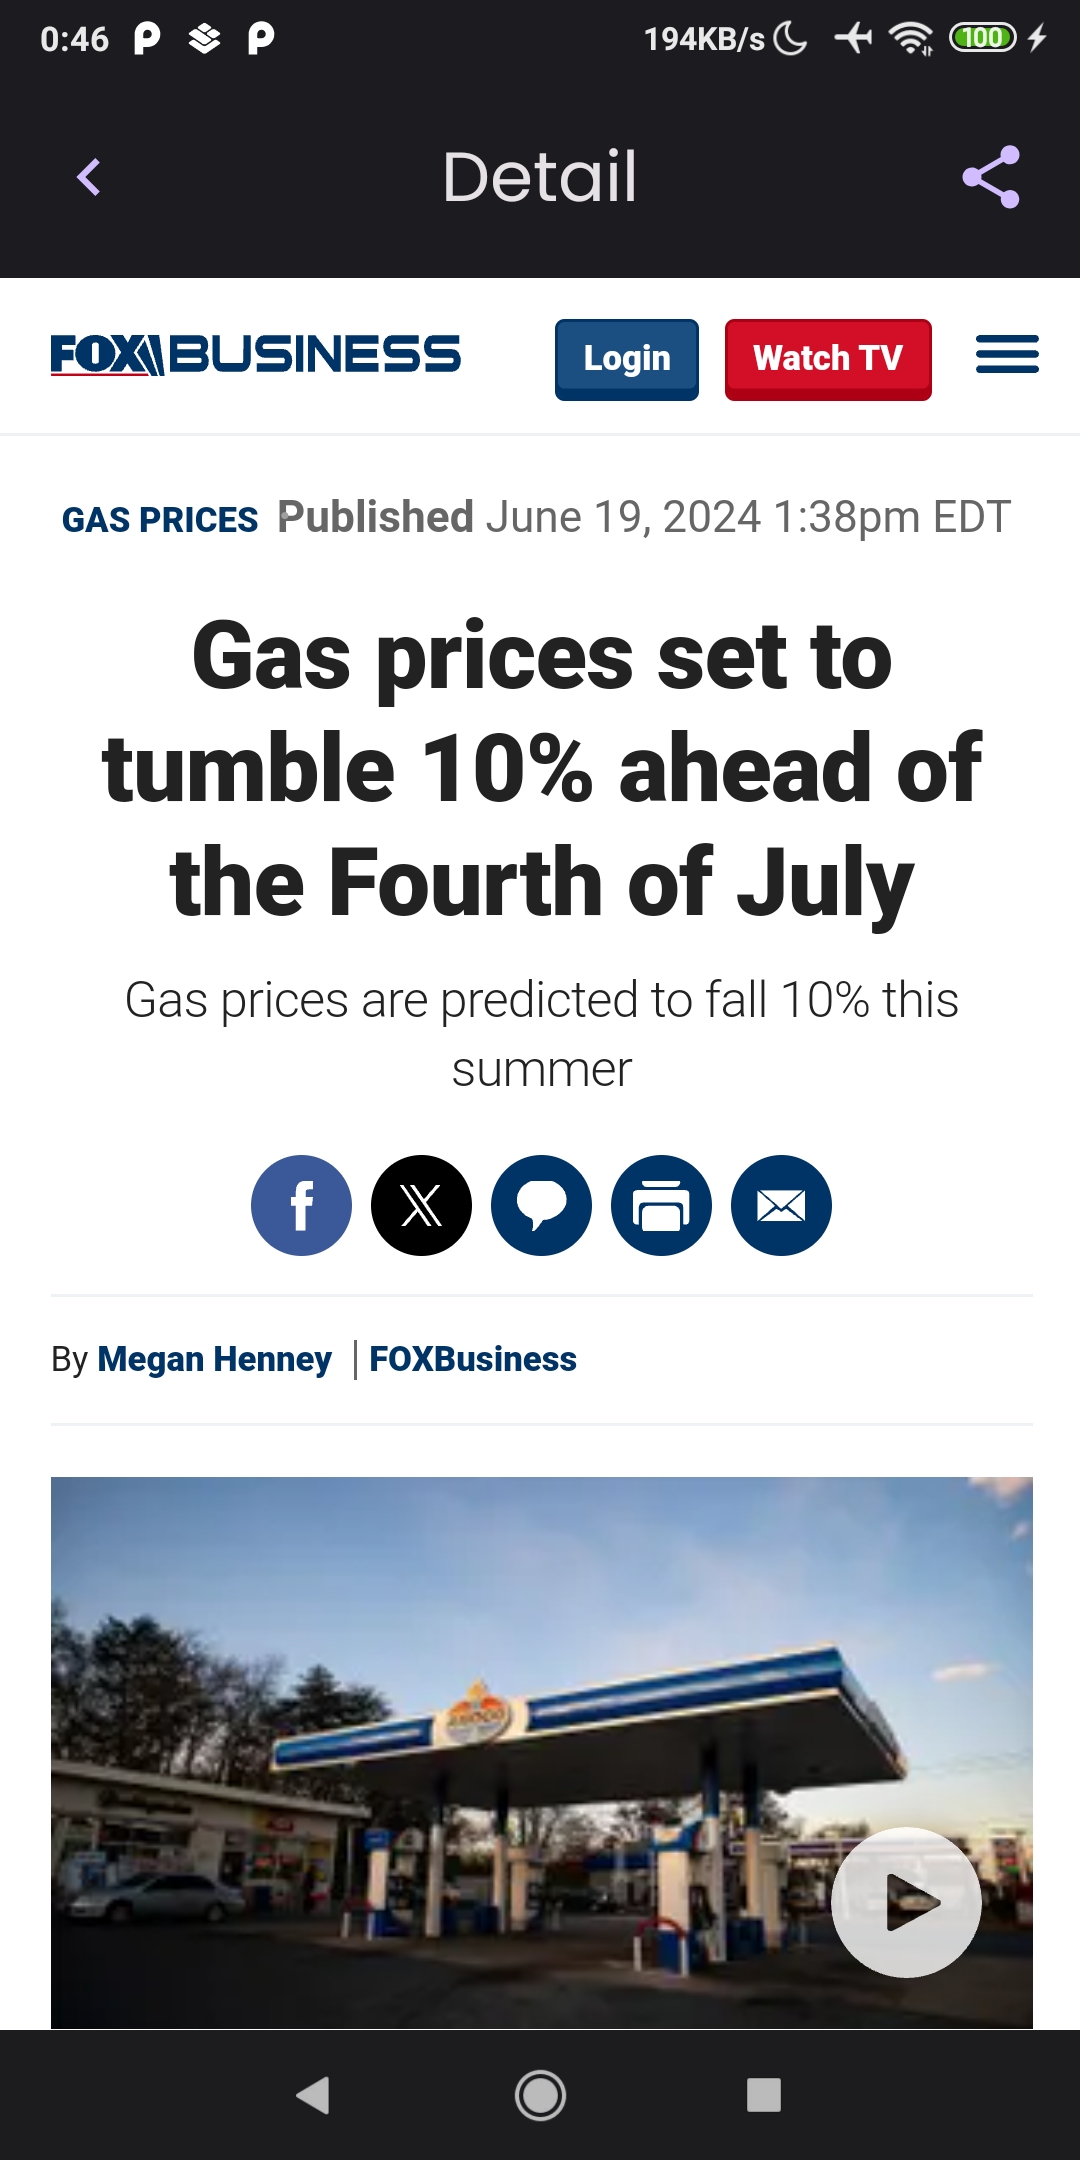 0:46 194KB/s 100
Detail
FOX BUSINESS Login Watch TV
GAS PRICES Published June 19, 2024 1:38pm EDT
Gas prices set to
tumble 10% ahead of
the Fourth of July
Gas prices are predicted to fall 10% this
summer
By Megan Henney | FOXBusiness